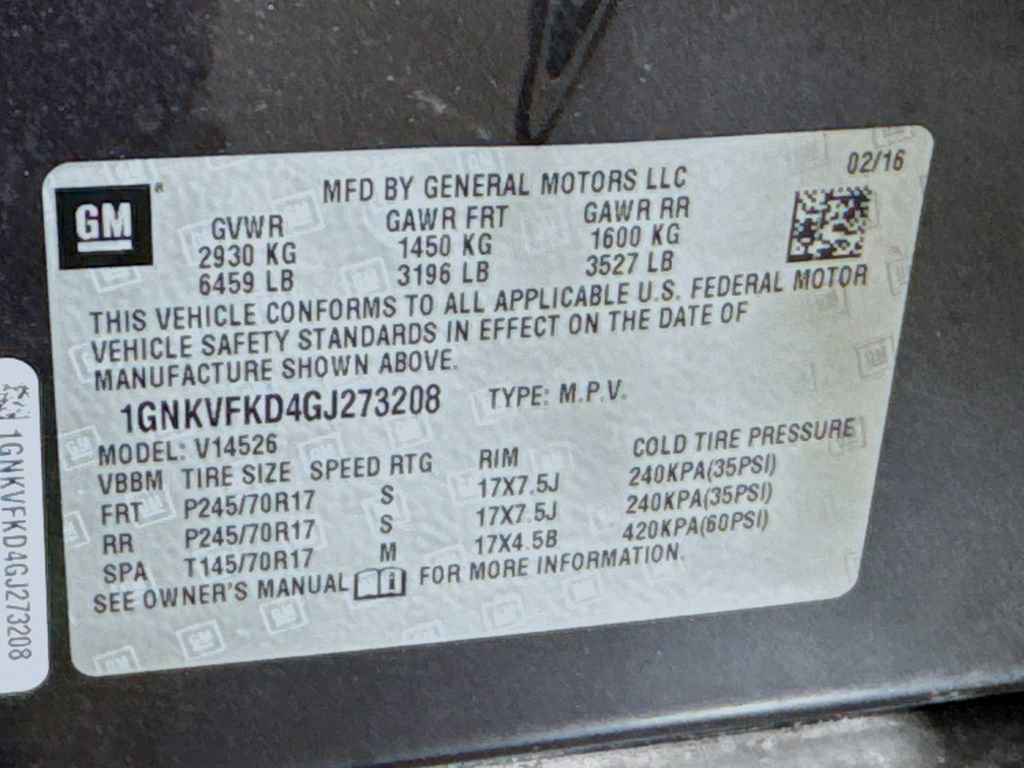 02/16
GM
®
MFD BY GENERAL MOTORS LLC
GVWR GAWR FRT GAWR RR
2930 KG 1450 KG 1600 KG
6459 LB 3196 LB 3527 LB
THIS VEHICLE CONFORMS TO ALL APPLICABLE U.S. FEDERAL MOTOR
VEHICLE SAFETY STANDARDS IN EFFECT ON THE DATE OF
MANUFACTURE SHOWN ABOVE.
1GNKVFKD4GJ273208 TYPE: M.P.V.
MODEL: V14526
VBBM TIRE SIZE SPEED RTG RIM COLD TIRE PRESSURE
FRT P245/70R17 S 17X7.5J 240KPA(35PSI)
RR P245/70R17 S 17X7.5J 240KPA(35PSI)
SPA T145/70R17 M 17X4.5B 420KPA(60PSI)
SEE OWNER'S MANUAL FOR MORE INFORMATION.
1GNKVFKD4GJ273208